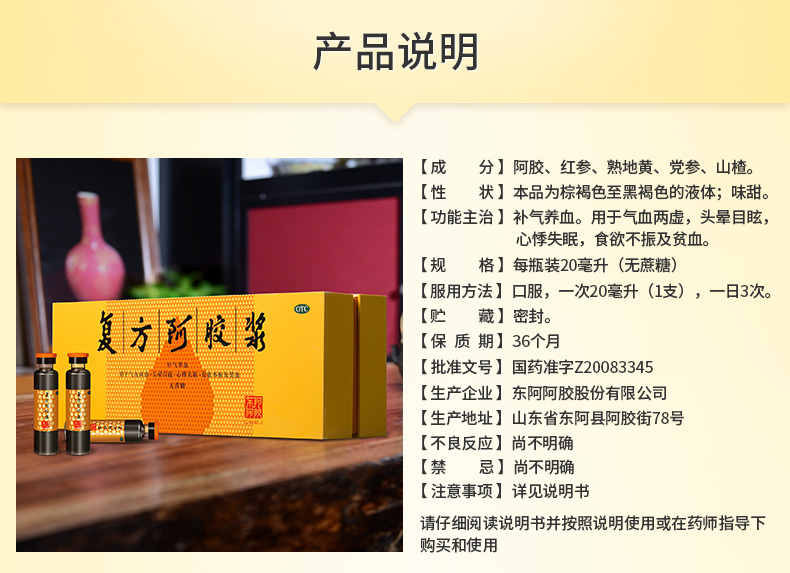 产品说明
【成 分】阿胶、红参、熟地黄、党参、山楂。
【性 状】本品为棕褐色至黑褐色的液体；味甜。
【功能主治】补气养血。用于气血两虚，头晕目眩，
心悸失眠，食欲不振及贫血。
【规 格】每瓶装20毫升（无蔗糖）
【服用方法】口服，一次20毫升（1支），一日3次。
【贮 藏】密封。
【保 质 期】36个月
【批准文号】国药准字Z20083345
【生产企业】东阿阿胶股份有限公司
【生产地址】山东省东阿县阿胶街78号
【不良反应】尚不明确
【禁 忌】尚不明确
【注意事项】详见说明书
请仔细阅读说明书并按照说明使用或在药师指导下
购买和使用
OTC
复方阿胶浆
补气养血
无蔗糖